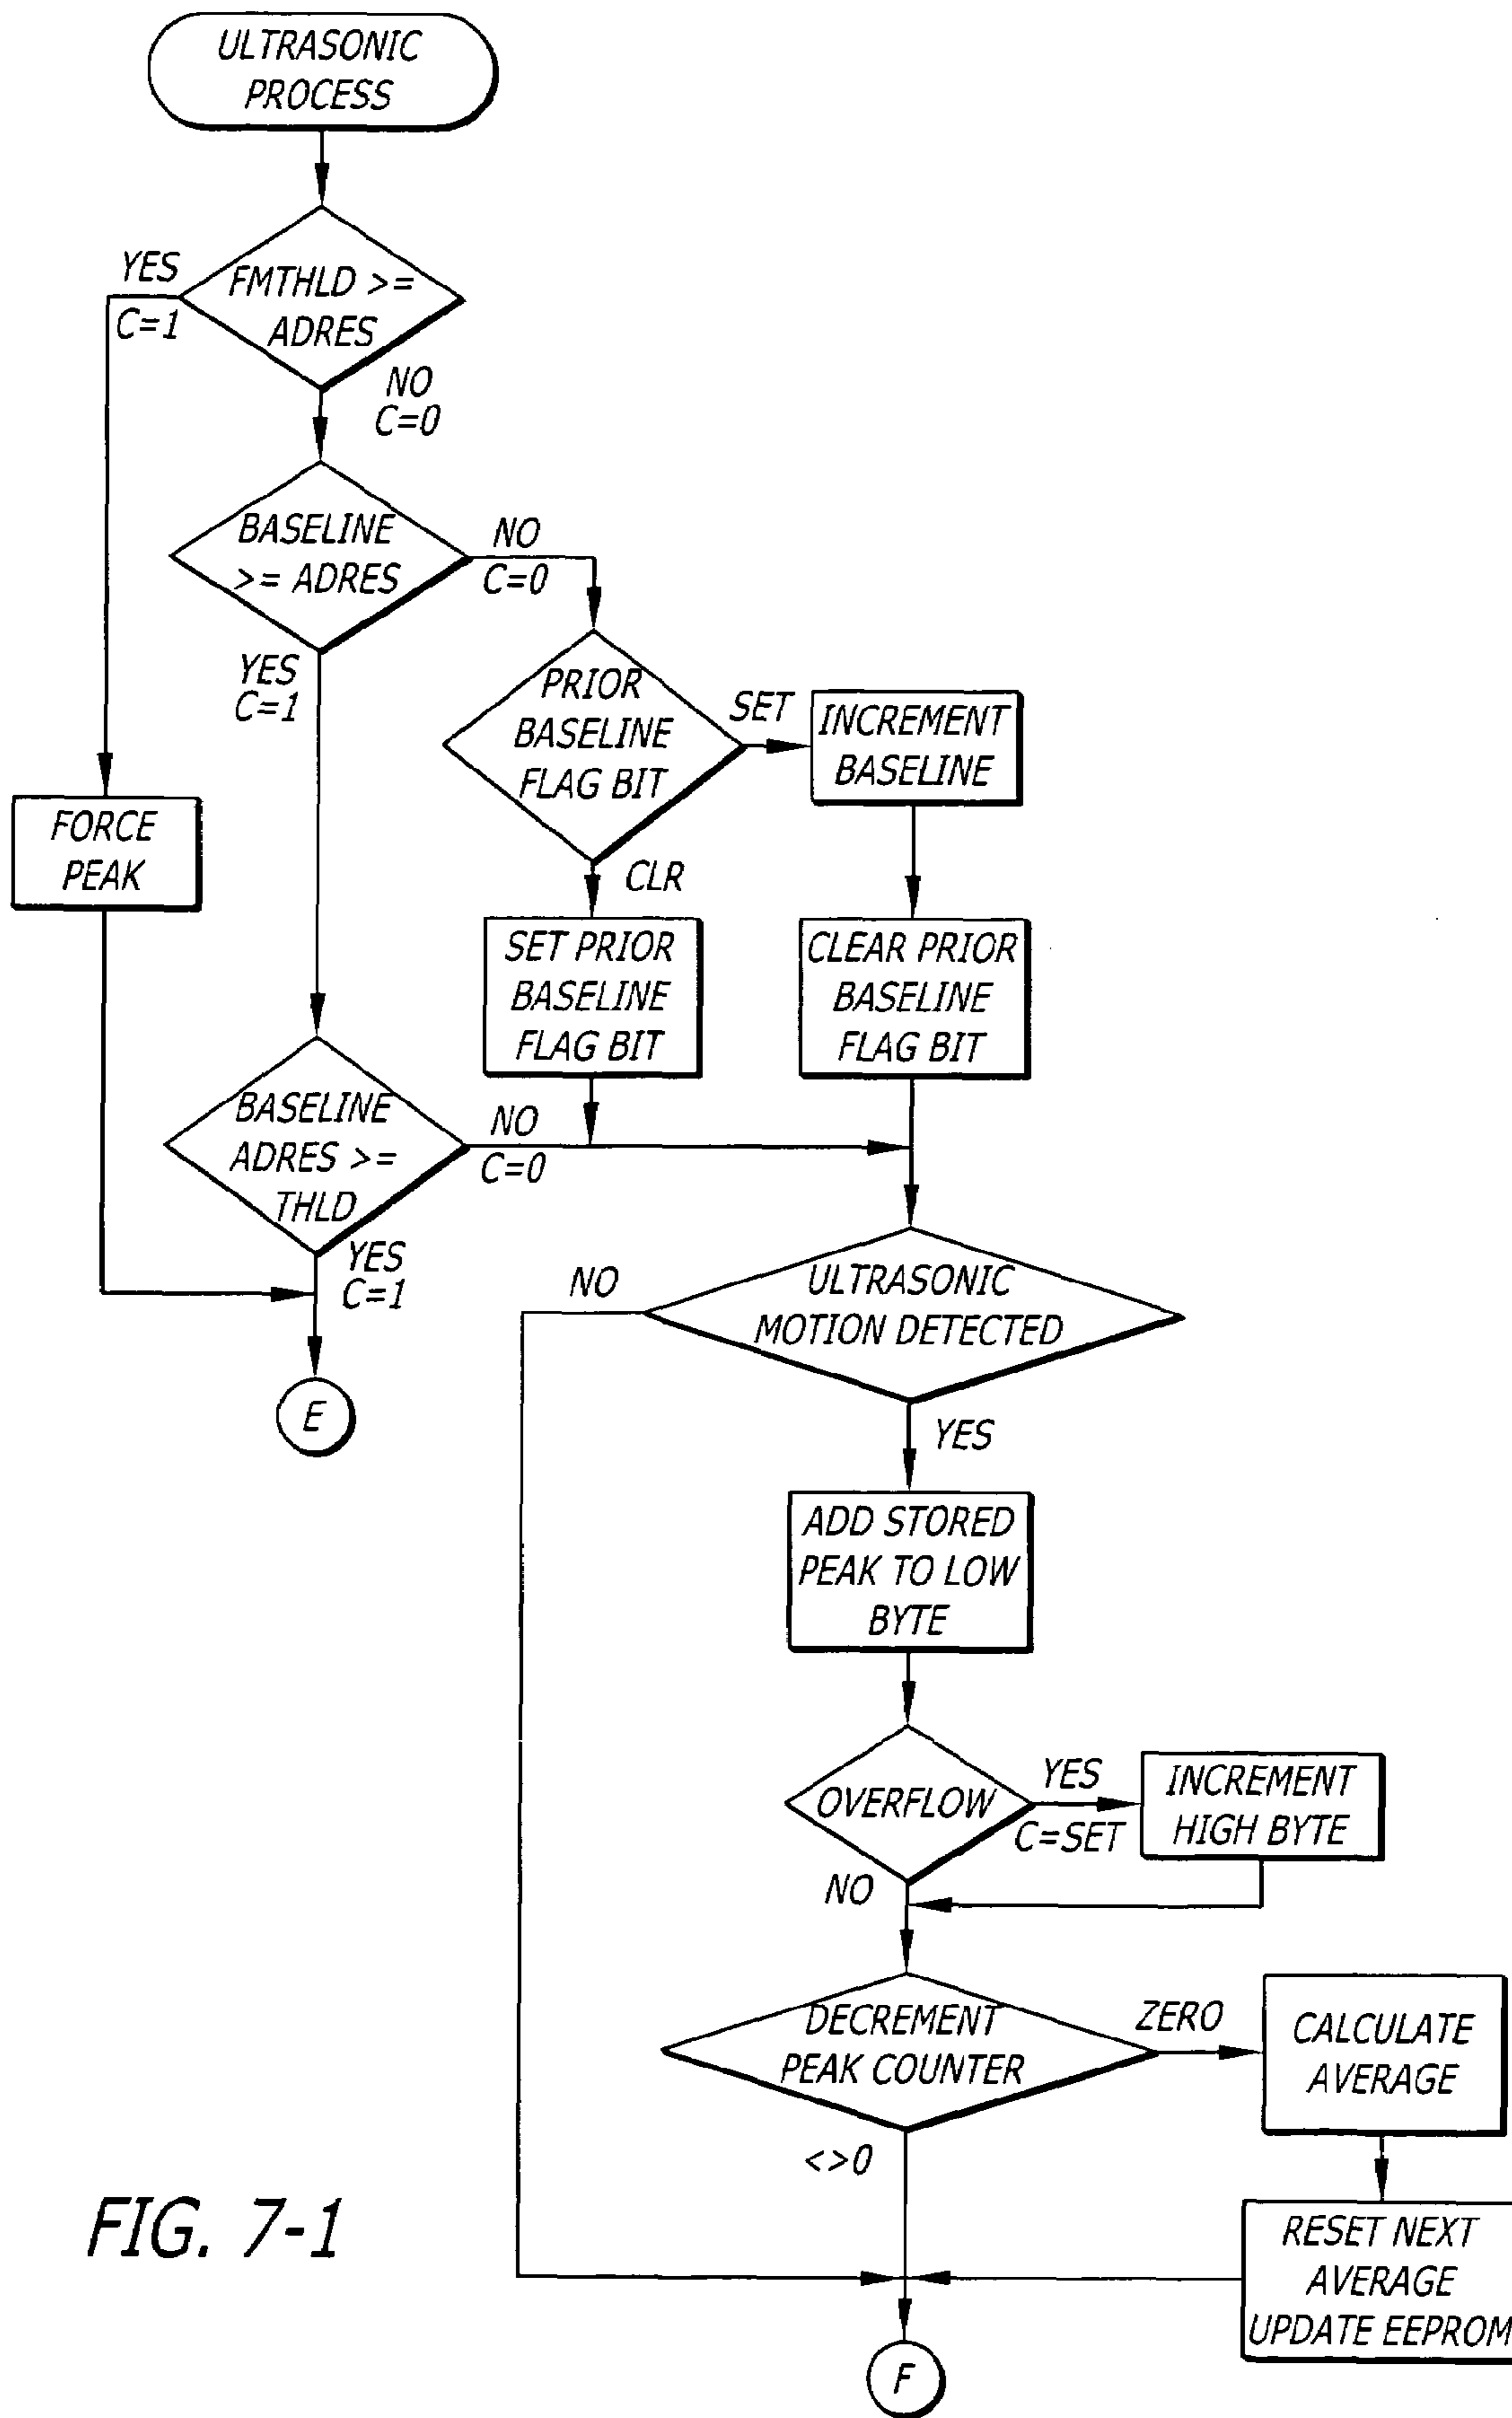 ULTRASONIC
PROCESS
YES
C=1
FMTHLD >=
ADRES
NO
C=0
BASELINE
>= ADRES
NO
C=0
YES
C=1
PRIOR
BASELINE
FLAG BIT
SET
INCREMENT
BASELINE
CLR
FORCE
PEAK
SET PRIOR
BASELINE
FLAG BIT
CLEAR PRIOR
BASELINE
FLAG BIT
BASELINE
ADRES >=
THLD
NO
C=0
YES
C=1
E
NO
ULTRASONIC
MOTION DETECTED
YES
ADD STORED
PEAK TO LOW
BYTE
OVERFLOW
YES
C=SET
INCREMENT
HIGH BYTE
NO
DECREMENT
PEAK COUNTER
ZERO
CALCULATE
AVERAGE
<>0
RESET NEXT
AVERAGE
UPDATE EEPROM
F
FIG. 7-1